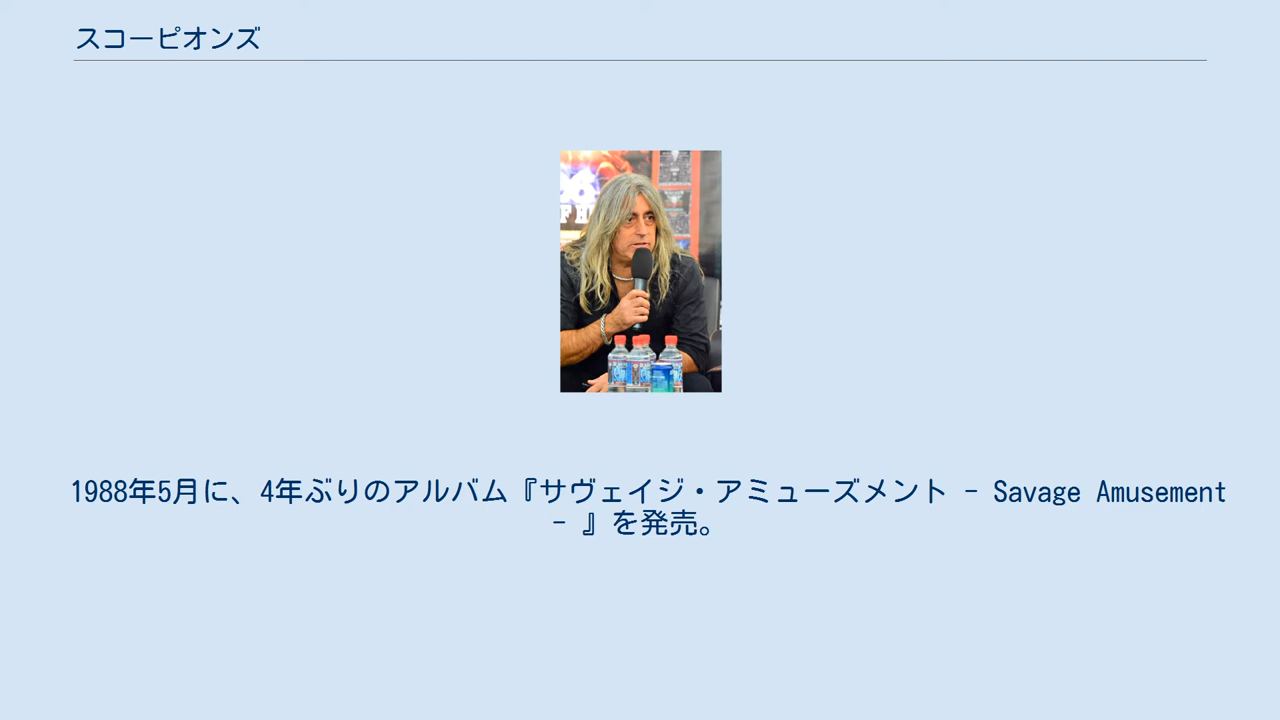 スコーピオンズ
F H
1988年5月に、4年ぶりのアルバム『サヴェイジ・アミューズメント - Savage Amusement
- 』を発売。